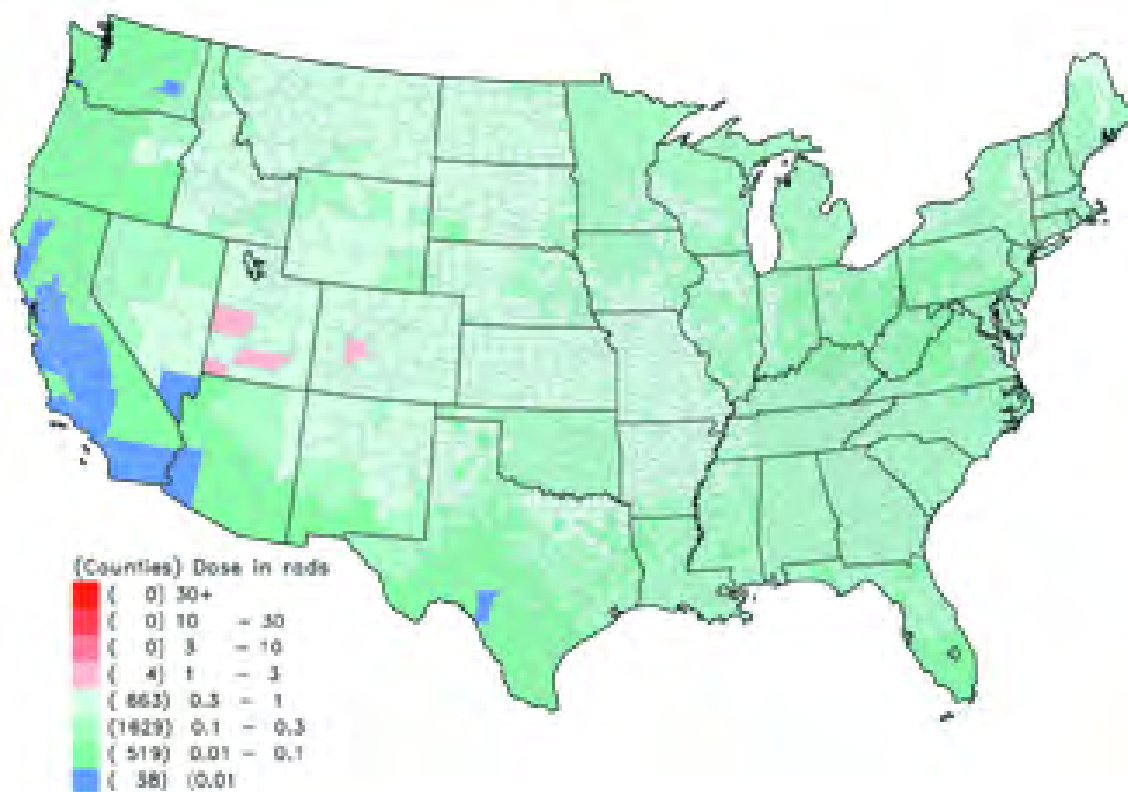 (Counties) Dose in rads
( 0) 30+
( 0) 10 - 30
( 0) 3 - 10
( 4) 1 - 3
( 663) 0.3 - 1
(1629) 0.1 - 0.3
( 519) 0.01 - 0.1
( 38) (0.01